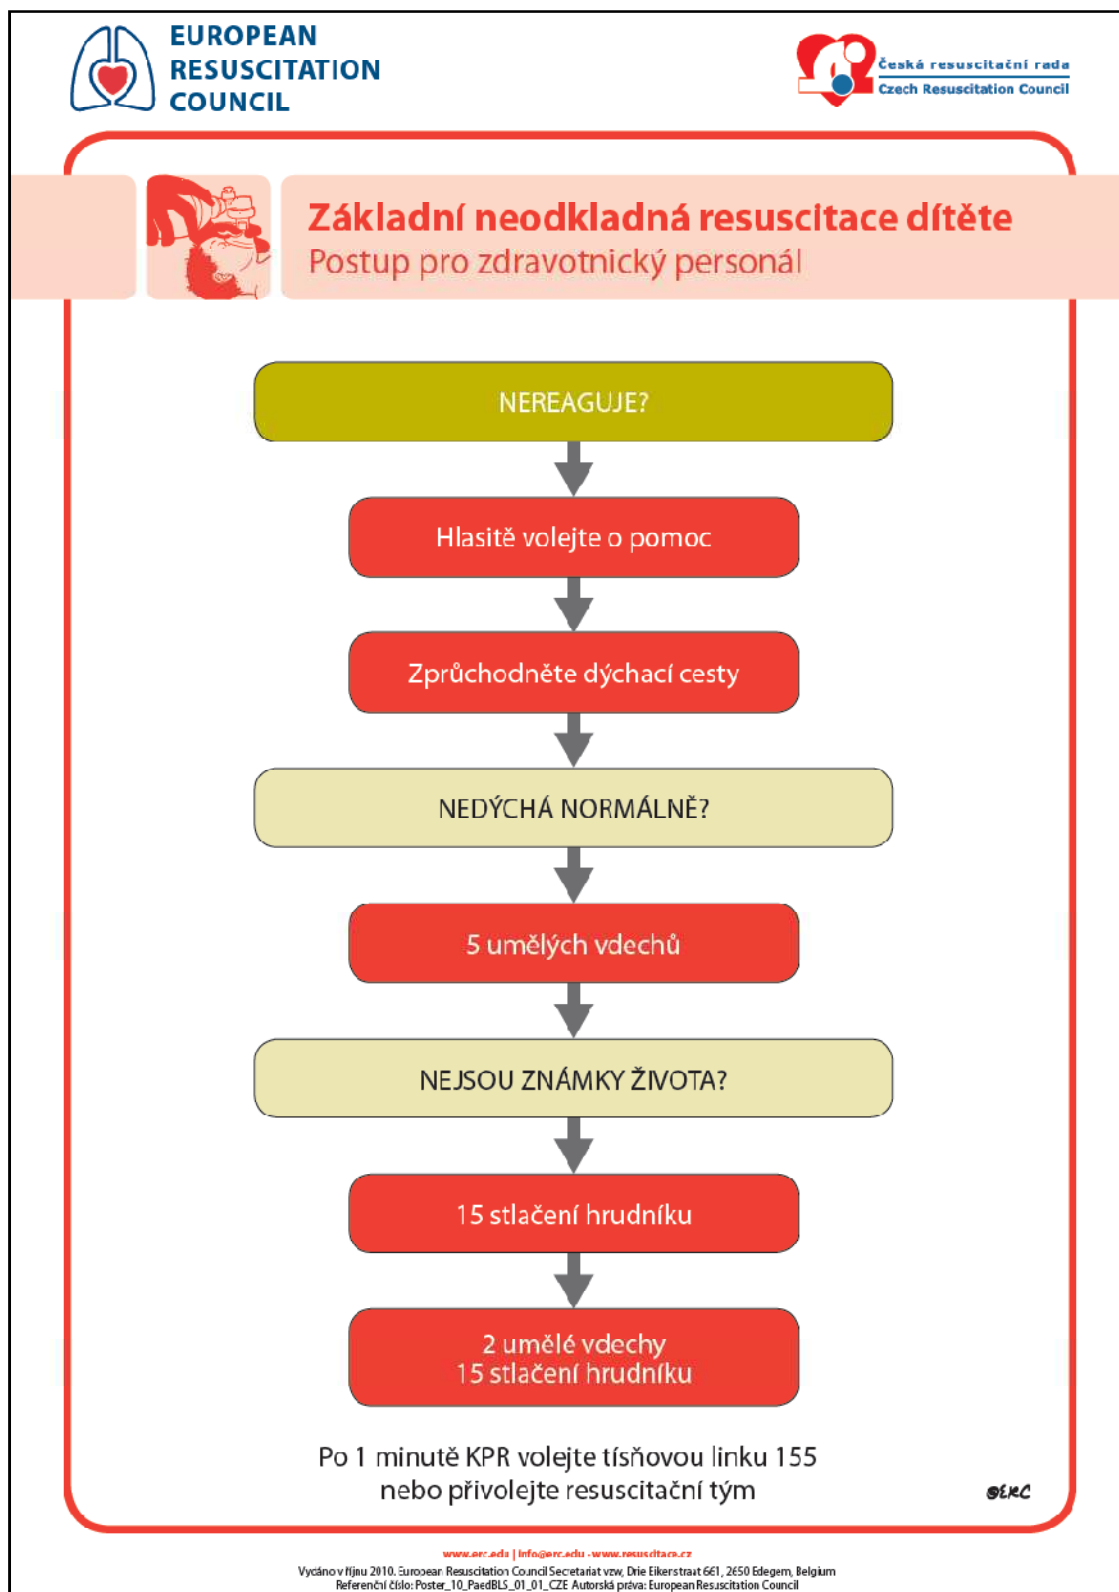 EUROPEAN
RESUSCITATION
COUNCIL
česká resuscitační rada
Czech Resuscitation Council
Základní neodkladná resuscitace dítěte
Postup pro zdravotnický personál
NEREAGUJE?
Hlasitě volejte o pomoc
Zprůchodněte dýchací cesty
NEDÝCHÁ NORMÁLNĚ?
5 umělých vdechů
NEJSOU ZNÁMKY ŽIVOTA?
15 stlačení hrudníku
2 umělé vdechy
15 stlačení hrudníku
Po 1 minutě KPR volejte tísňovou linku 155
nebo přivolejte resuscitační tým
©ERC
www.erc.edu | info@erc.edu - www.resuscitace.cz
Vydáno v říjnu 2010. European Resuscitation Council Secretariat vzw, Drie Eikenstraat 661, 2650 Edegem, Belgium
Referenční číslo: Poster_10_PaedBLS_01_01_CZE Autorská práva: European Resuscitation Council